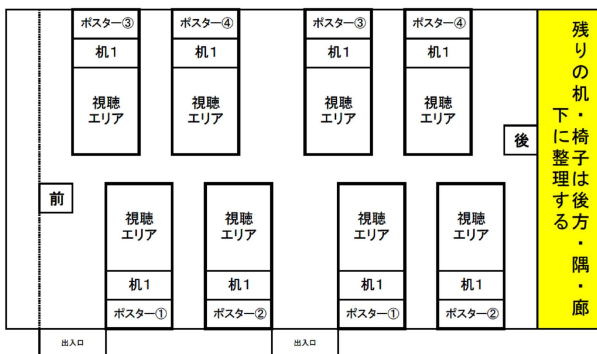 ポスター③
ポスター④
ポスター③
ポスター④
机1
机1
机1
机1
視聴
エリア
視聴
エリア
視聴
エリア
視聴
エリア
残りの机・椅子は後方・隅・廊
下に整理する
後
前
視聴
エリア
視聴
エリア
視聴
エリア
視聴
エリア
机1
机1
机1
机1
ポスター①
ポスター②
ポスター①
ポスター②
出入口
出入口